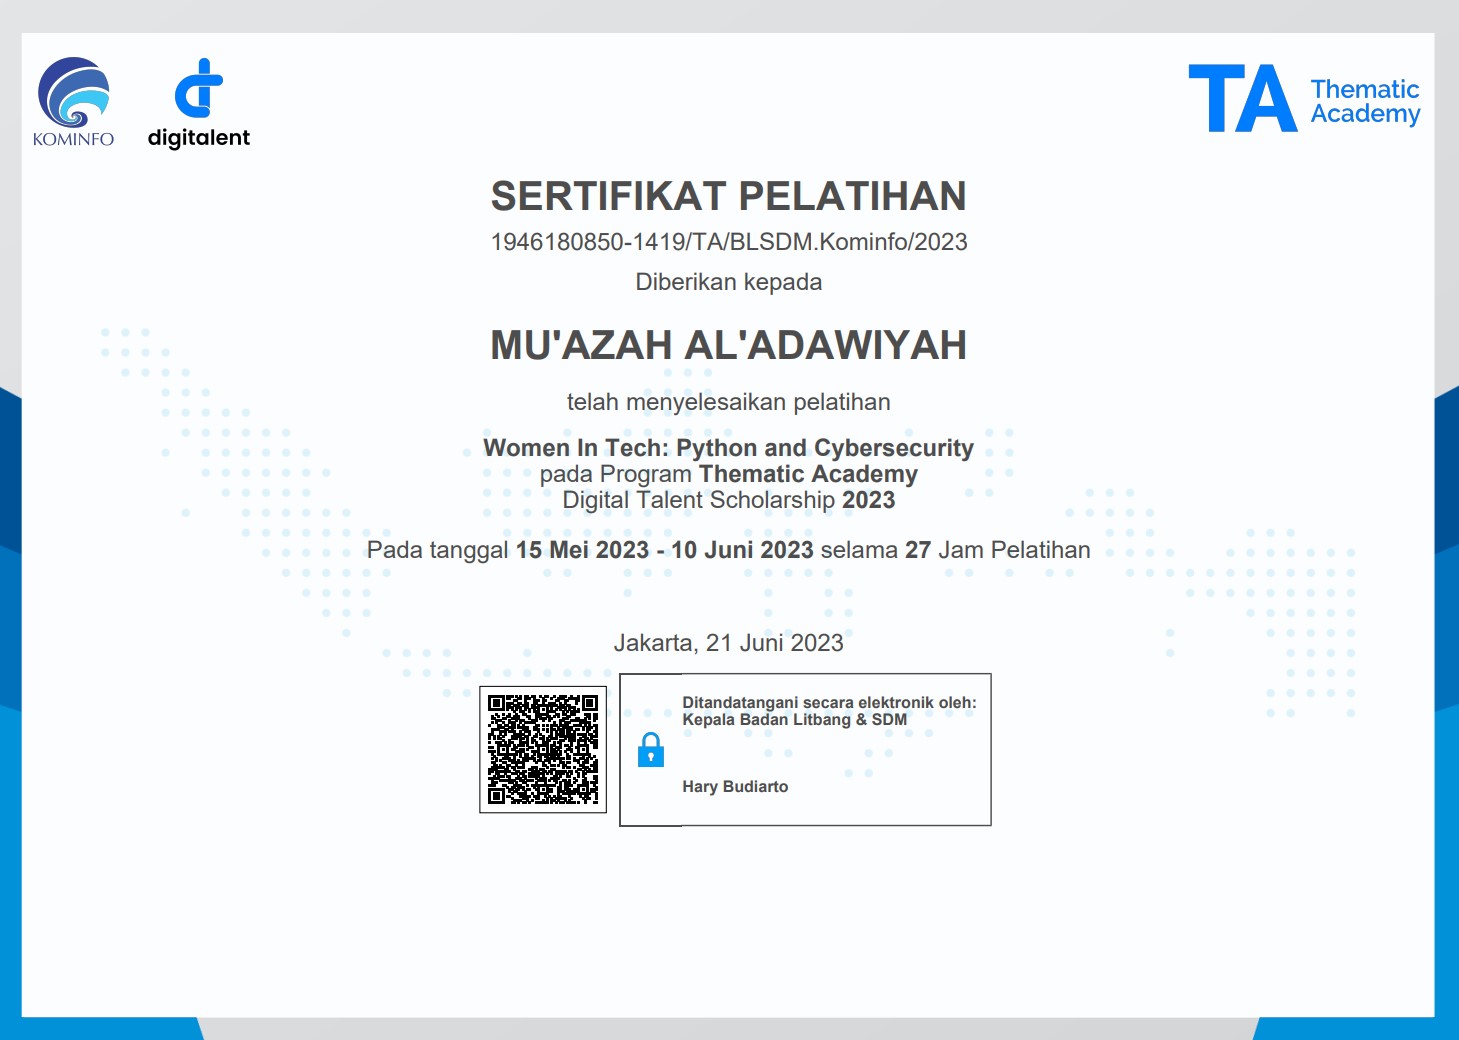 KOMINFO
digitalent
TA
Thematic
Academy
SERTIFIKAT PELATIHAN
1946180850-1419/TA/BLSDM.Kominfo/2023
Diberikan kepada
MU'AZAH AL'ADAWIYAH
telah menyelesaikan pelatihan
Women In Tech: Python and Cybersecurity
pada Program Thematic Academy
Digital Talent Scholarship 2023
Pada tanggal 15 Mei 2023 - 10 Juni 2023 selama 27 Jam Pelatihan
Jakarta, 21 Juni 2023
Ditandatangani secara elektronik oleh:
Kepala Badan Litbang & SDM
Hary Budiarto